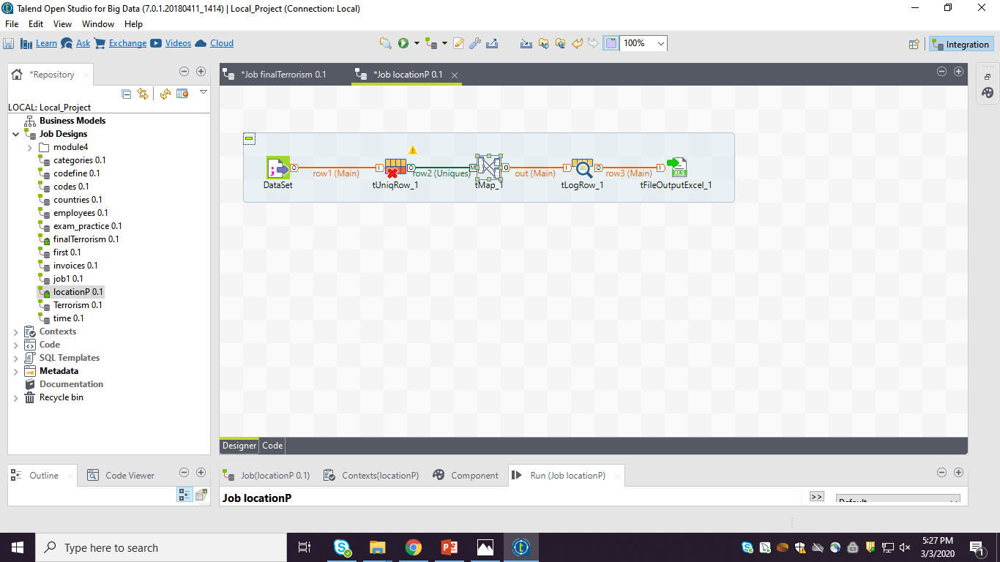 Talend Open Studio for Big Data (7.0.1.20180411_1414) | Local_Project (Connection: Local)
File Edit View Window Help
Learn Ask Exchange Videos Cloud 100% Integration
*Repository
*Job finalTerrorism 0.1 *Job locationP 0.1
LOCAL: Local_Project
Business Models
Job Designs
module4
categories 0.1
codefine 0.1
codes 0.1
countries 0.1
employees 0.1
exam_practice 0.1
finalTerrorism 0.1
first 0.1
invoices 0.1
job1 0.1
locationP 0.1
Terrorism 0.1
time 0.1
Contexts
Code
SQL Templates
Metadata
Documentation
Recycle bin
row1 (Main) row2 (Uniques) out (Main) row3 (Main) XLS
DataSet tUniqRow_1 tMap_1 tLogRow_1 tFileOutputExcel_1
Designer Code
Outline Code Viewer
Job(locationP 0.1) Contexts(locationP) Component Run (Job locationP)
Job locationP >> Default
Type here to search
5:27 PM
3/3/2020
1